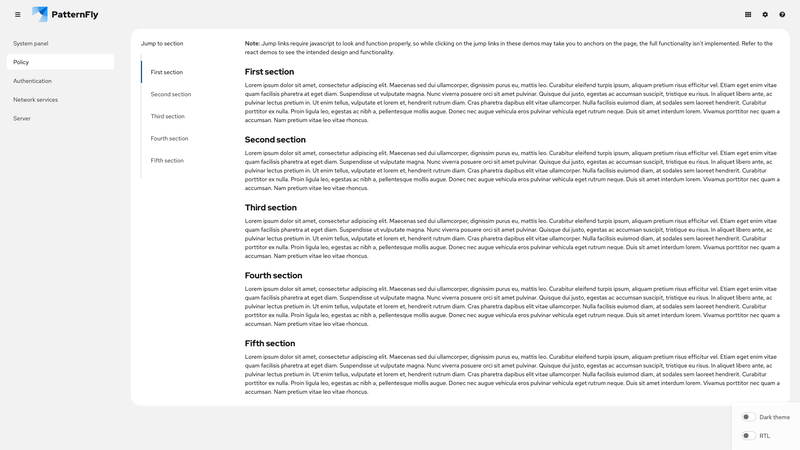 PatternFly
System panel
Policy
Authentication
Network services
Server
Jump to section
First section
Second section
Third section
Fourth section
Fifth section
Note: Jump links require javascript to look and function properly, so while clicking on the jump links in these demos may take you to anchors on the page, the full functionality isn't implemented. Refer to the
react demos to see the intended design and functionality.
First section
Lorem ipsum dolor sit amet, consectetur adipiscing elit. Maecenas sed dui ullamcorper, dignissim purus eu, mattis leo. Curabitur eleifend turpis ipsum, aliquam pretium risus efficitur vel. Etiam eget enim vitae
quam facilisis pharetra at eget diam. Suspendisse ut vulputate magna. Nunc viverra posuere orci sit amet pulvinar. Quisque dui justo, egestas ac accumsan suscipit, tristique eu risus. In aliquet libero ante, ac
pulvinar lectus pretium in. Ut enim tellus, vulputate et lorem et, hendrerit rutrum diam. Cras pharetra dapibus elit vitae ullamcorper. Nulla facilisis euismod diam, at sodales sem laoreet hendrerit. Curabitur
porttitor ex nulla. Proin ligula leo, egestas ac nibh a, pellentesque mollis augue. Donec nec augue vehicula eros pulvinar vehicula eget rutrum neque. Duis sit amet interdum lorem. Vivamus porttitor nec quam a
accumsan. Nam pretium vitae leo vitae rhoncus.
Second section
Lorem ipsum dolor sit amet, consectetur adipiscing elit. Maecenas sed dui ullamcorper, dignissim purus eu, mattis leo. Curabitur eleifend turpis ipsum, aliquam pretium risus efficitur vel. Etiam eget enim vitae
quam facilisis pharetra at eget diam. Suspendisse ut vulputate magna. Nunc viverra posuere orci sit amet pulvinar. Quisque dui justo, egestas ac accumsan suscipit, tristique eu risus. In aliquet libero ante, ac
pulvinar lectus pretium in. Ut enim tellus, vulputate et lorem et, hendrerit rutrum diam. Cras pharetra dapibus elit vitae ullamcorper. Nulla facilisis euismod diam, at sodales sem laoreet hendrerit. Curabitur
porttitor ex nulla. Proin ligula leo, egestas ac nibh a, pellentesque mollis augue. Donec nec augue vehicula eros pulvinar vehicula eget rutrum neque. Duis sit amet interdum lorem. Vivamus porttitor nec quam a
accumsan. Nam pretium vitae leo vitae rhoncus.
Third section
Lorem ipsum dolor sit amet, consectetur adipiscing elit. Maecenas sed dui ullamcorper, dignissim purus eu, mattis leo. Curabitur eleifend turpis ipsum, aliquam pretium risus efficitur vel. Etiam eget enim vitae
quam facilisis pharetra at eget diam. Suspendisse ut vulputate magna. Nunc viverra posuere orci sit amet pulvinar. Quisque dui justo, egestas ac accumsan suscipit, tristique eu risus. In aliquet libero ante, ac
pulvinar lectus pretium in. Ut enim tellus, vulputate et lorem et, hendrerit rutrum diam. Cras pharetra dapibus elit vitae ullamcorper. Nulla facilisis euismod diam, at sodales sem laoreet hendrerit. Curabitur
porttitor ex nulla. Proin ligula leo, egestas ac nibh a, pellentesque mollis augue. Donec nec augue vehicula eros pulvinar vehicula eget rutrum neque. Duis sit amet interdum lorem. Vivamus porttitor nec quam a
accumsan. Nam pretium vitae leo vitae rhoncus.
Fourth section
Lorem ipsum dolor sit amet, consectetur adipiscing elit. Maecenas sed dui ullamcorper, dignissim purus eu, mattis leo. Curabitur eleifend turpis ipsum, aliquam pretium risus efficitur vel. Etiam eget enim vitae
quam facilisis pharetra at eget diam. Suspendisse ut vulputate magna. Nunc viverra posuere orci sit amet pulvinar. Quisque dui justo, egestas ac accumsan suscipit, tristique eu risus. In aliquet libero ante, ac
pulvinar lectus pretium in. Ut enim tellus, vulputate et lorem et, hendrerit rutrum diam. Cras pharetra dapibus elit vitae ullamcorper. Nulla facilisis euismod diam, at sodales sem laoreet hendrerit. Curabitur
porttitor ex nulla. Proin ligula leo, egestas ac nibh a, pellentesque mollis augue. Donec nec augue vehicula eros pulvinar vehicula eget rutrum neque. Duis sit amet interdum lorem. Vivamus porttitor nec quam a
accumsan. Nam pretium vitae leo vitae rhoncus.
Fifth section
Lorem ipsum dolor sit amet, consectetur adipiscing elit. Maecenas sed dui ullamcorper, dignissim purus eu, mattis leo. Curabitur eleifend turpis ipsum, aliquam pretium risus efficitur vel. Etiam eget enim vitae
quam facilisis pharetra at eget diam. Suspendisse ut vulputate magna. Nunc viverra posuere orci sit amet pulvinar. Quisque dui justo, egestas ac accumsan suscipit, tristique eu risus. In aliquet libero ante, ac
pulvinar lectus pretium in. Ut enim tellus, vulputate et lorem et, hendrerit rutrum diam. Cras pharetra dapibus elit vitae ullamcorper. Nulla facilisis euismod diam, at sodales sem laoreet hendrerit. Curabitur
porttitor ex nulla. Proin ligula leo, egestas ac nibh a, pellentesque mollis augue. Donec nec augue vehicula eros pulvinar vehicula eget rutrum neque. Duis sit amet interdum lorem. Vivamus porttitor nec quam a
accumsan. Nam pretium vitae leo vitae rhoncus.
Dark theme
RTL